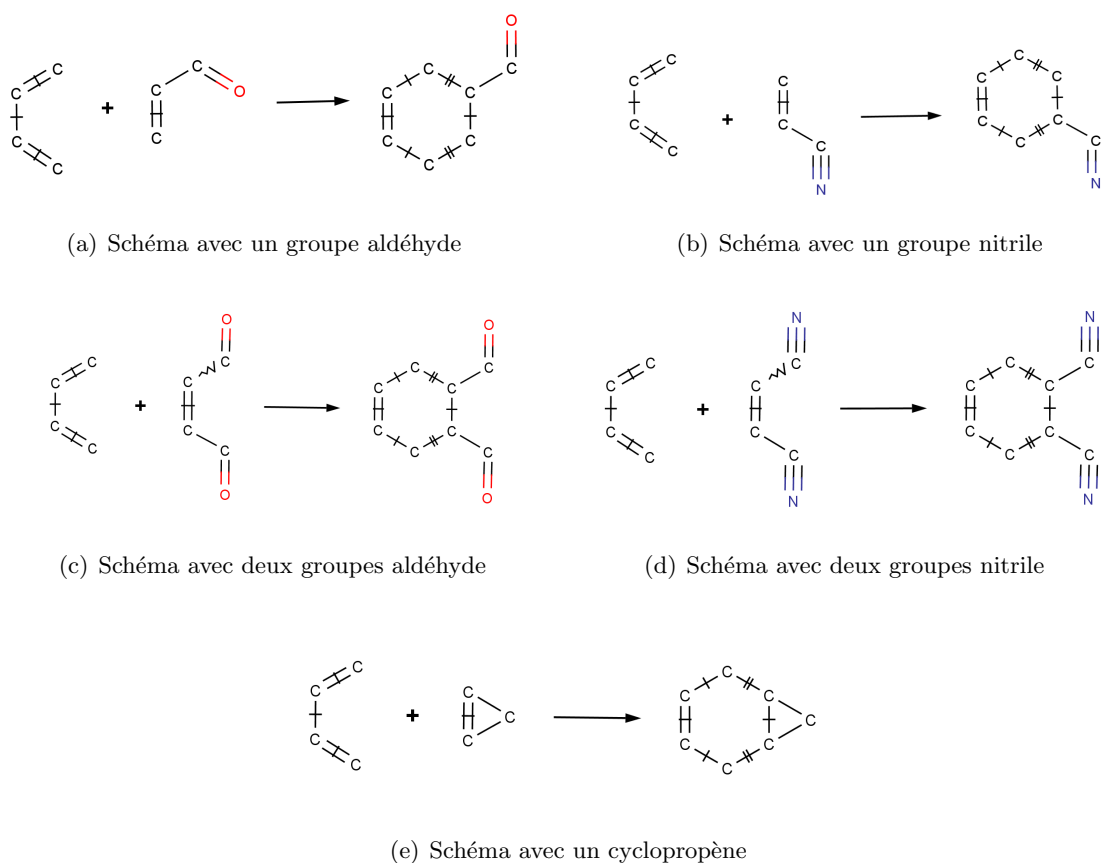 C C C C + C C C O C C C C C C C O
C C C C + C C C N C C C C C C C N
(a) Schéma avec un groupe aldéhyde
(b) Schéma avec un groupe nitrile
C C C C + O C C C C O C C C C C C C O C O
C C C C + N C C C C N C C C C C C C N C N
(c) Schéma avec deux groupes aldéhyde
(d) Schéma avec deux groupes nitrile
C C C C + C C C C C C C C C C
(e) Schéma avec un cyclopropène